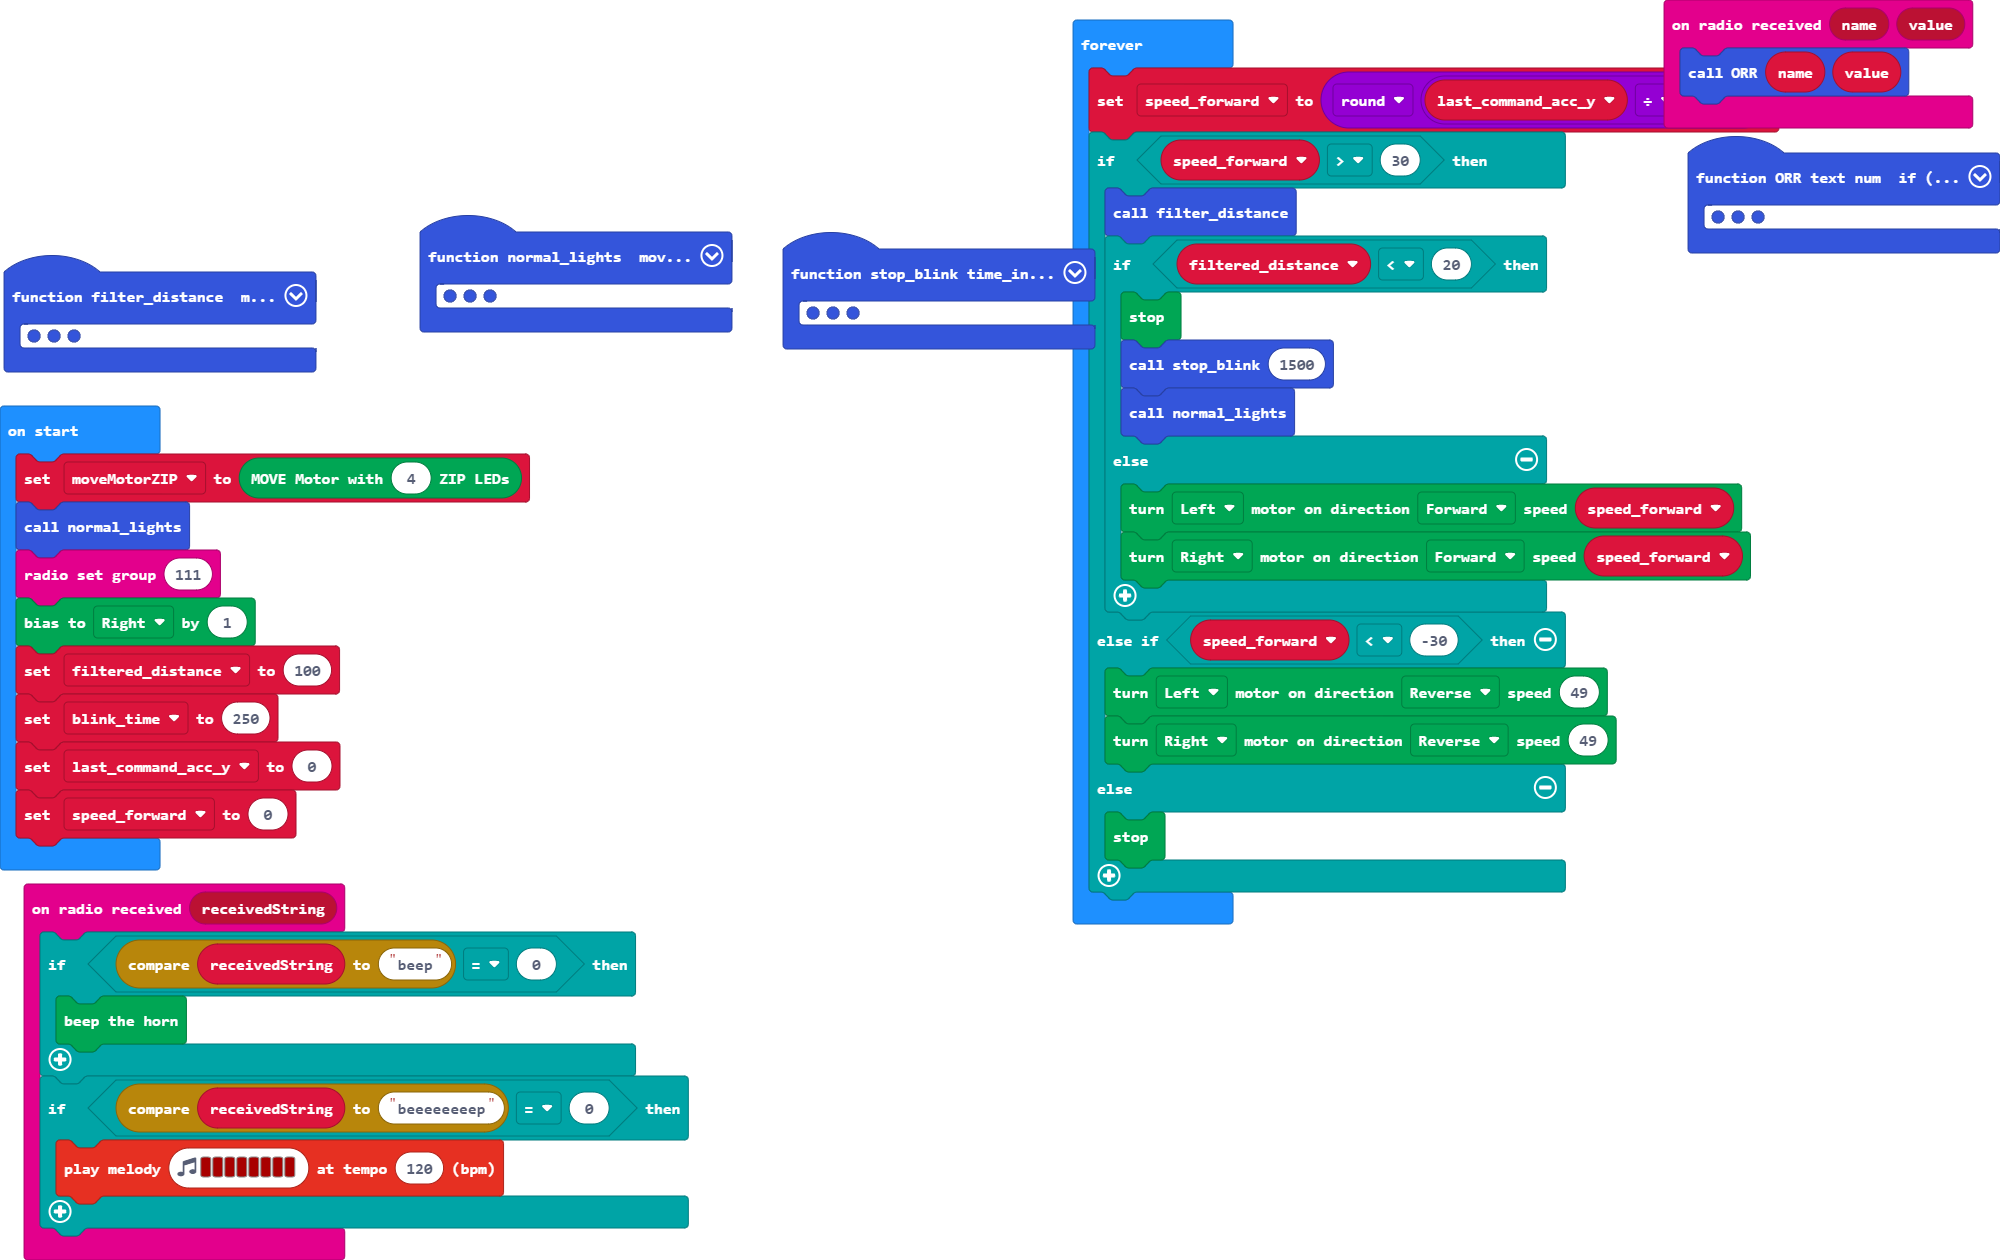 function filter_distance m...
function normal_lights mov...
function stop_blink time_in...
on start
set moveMotorZIP to MOVE Motor with 4 ZIP LEDs
call normal_lights
radio set group 111
bias to Right by 1
set filtered_distance to 100
set blink_time to 250
set last_command_acc_y to 0
set speed_forward to 0
on radio received receivedString
if compare receivedString to "beep" = 0 then
beep the horn
if compare receivedString to "beeeeeeeep" = 0 then
play melody at tempo 120 (bpm)
forever
set speed_forward to round last_command_acc_y ÷
if speed_forward > 30 then
call filter_distance
if filtered_distance < 20 then
stop
call stop_blink 1500
call normal_lights
else
turn Left motor on direction Forward speed speed_forward
turn Right motor on direction Forward speed speed_forward
else if speed_forward < -30 then
turn Left motor on direction Reverse speed 49
turn Right motor on direction Reverse speed 49
else
stop
on radio received name value
call ORR name value
function ORR text num if (...